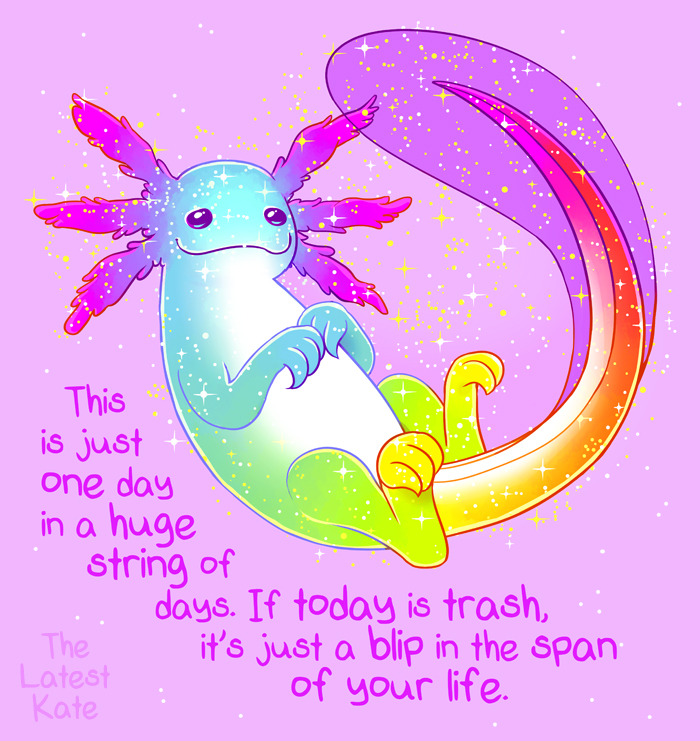 This
is just
one day
in a huge
string of
days. If today is trash,
it's just a blip in the span
of your life.
The
Latest
Kate